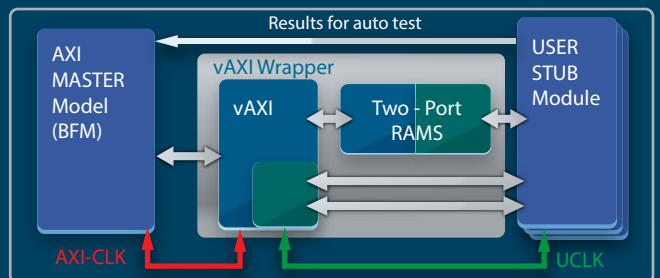 Results for auto test
AXI
MASTER
Model
(BFM)
vAXI Wrapper
vAXI
Two - Port
RAMS
USER
STUB
Module
AXI-CLK
UCLK